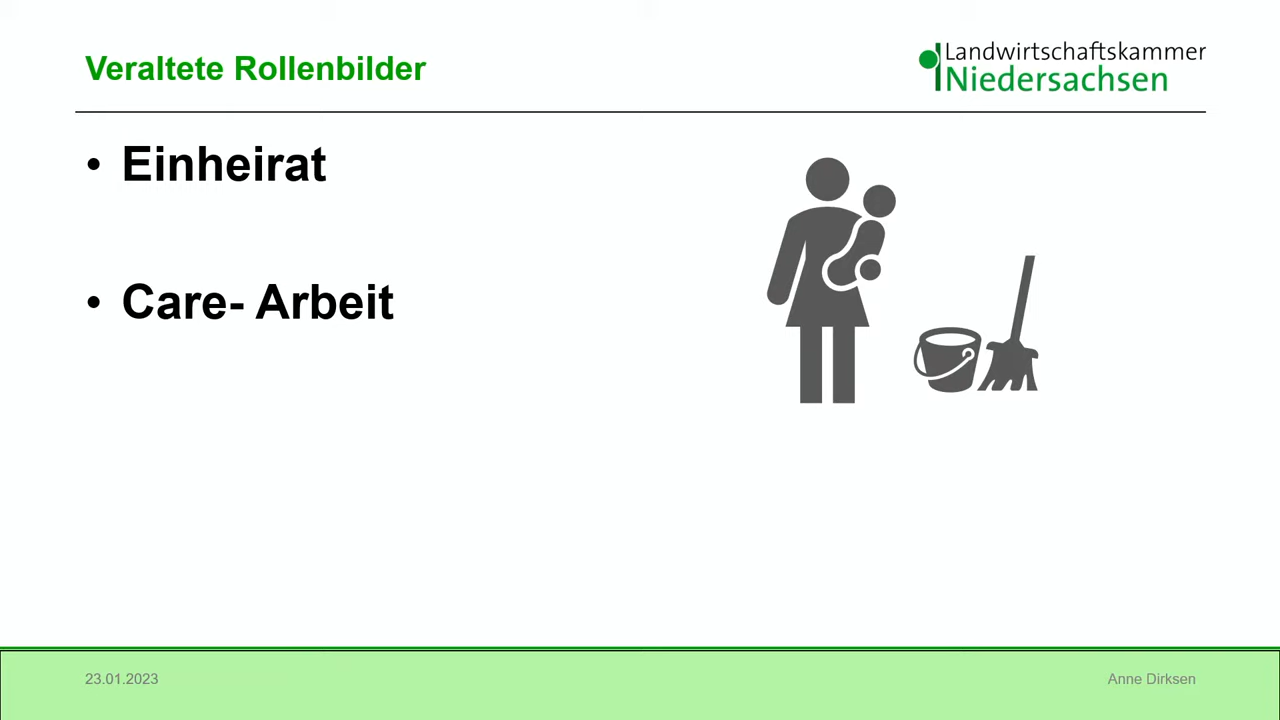 Veraltete Rollenbilder
Landwirtschaftskammer
Niedersachsen
• Einheirat
• Care- Arbeit
23.01.2023
Anne Dirksen